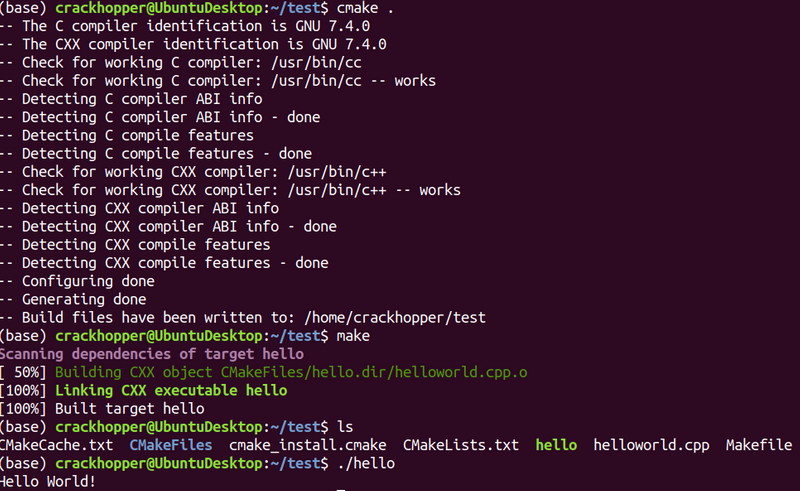 (base) crackhopper@UbuntuDesktop:~/test$ cmake .
-- The C compiler identification is GNU 7.4.0
-- The CXX compiler identification is GNU 7.4.0
-- Check for working C compiler: /usr/bin/cc
-- Check for working C compiler: /usr/bin/cc -- works
-- Detecting C compiler ABI info
-- Detecting C compiler ABI info - done
-- Detecting C compile features
-- Detecting C compile features - done
-- Check for working CXX compiler: /usr/bin/c++
-- Check for working CXX compiler: /usr/bin/c++ -- works
-- Detecting CXX compiler ABI info
-- Detecting CXX compiler ABI info - done
-- Detecting CXX compile features
-- Detecting CXX compile features - done
-- Configuring done
-- Generating done
-- Build files have been written to: /home/crackhopper/test
(base) crackhopper@UbuntuDesktop:~/test$ make
Scanning dependencies of target hello
[ 50%] Building CXX object CMakeFiles/hello.dir/helloworld.cpp.o
[100%] Linking CXX executable hello
[100%] Built target hello
(base) crackhopper@UbuntuDesktop:~/test$ ls
CMakeCache.txt CMakeFiles cmake_install.cmake CMakeLists.txt hello helloworld.cpp Makefile
(base) crackhopper@UbuntuDesktop:~/test$ ./hello
Hello World!